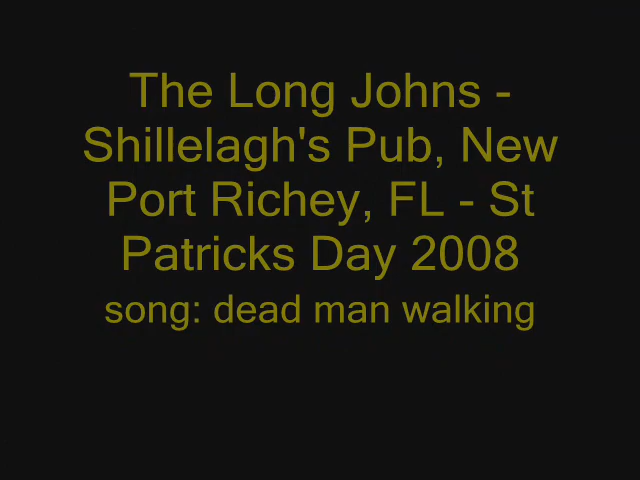 The Long Johns -
Shillelagh's Pub, New
Port Richey, FL - St
Patricks Day 2008
song: dead man walking